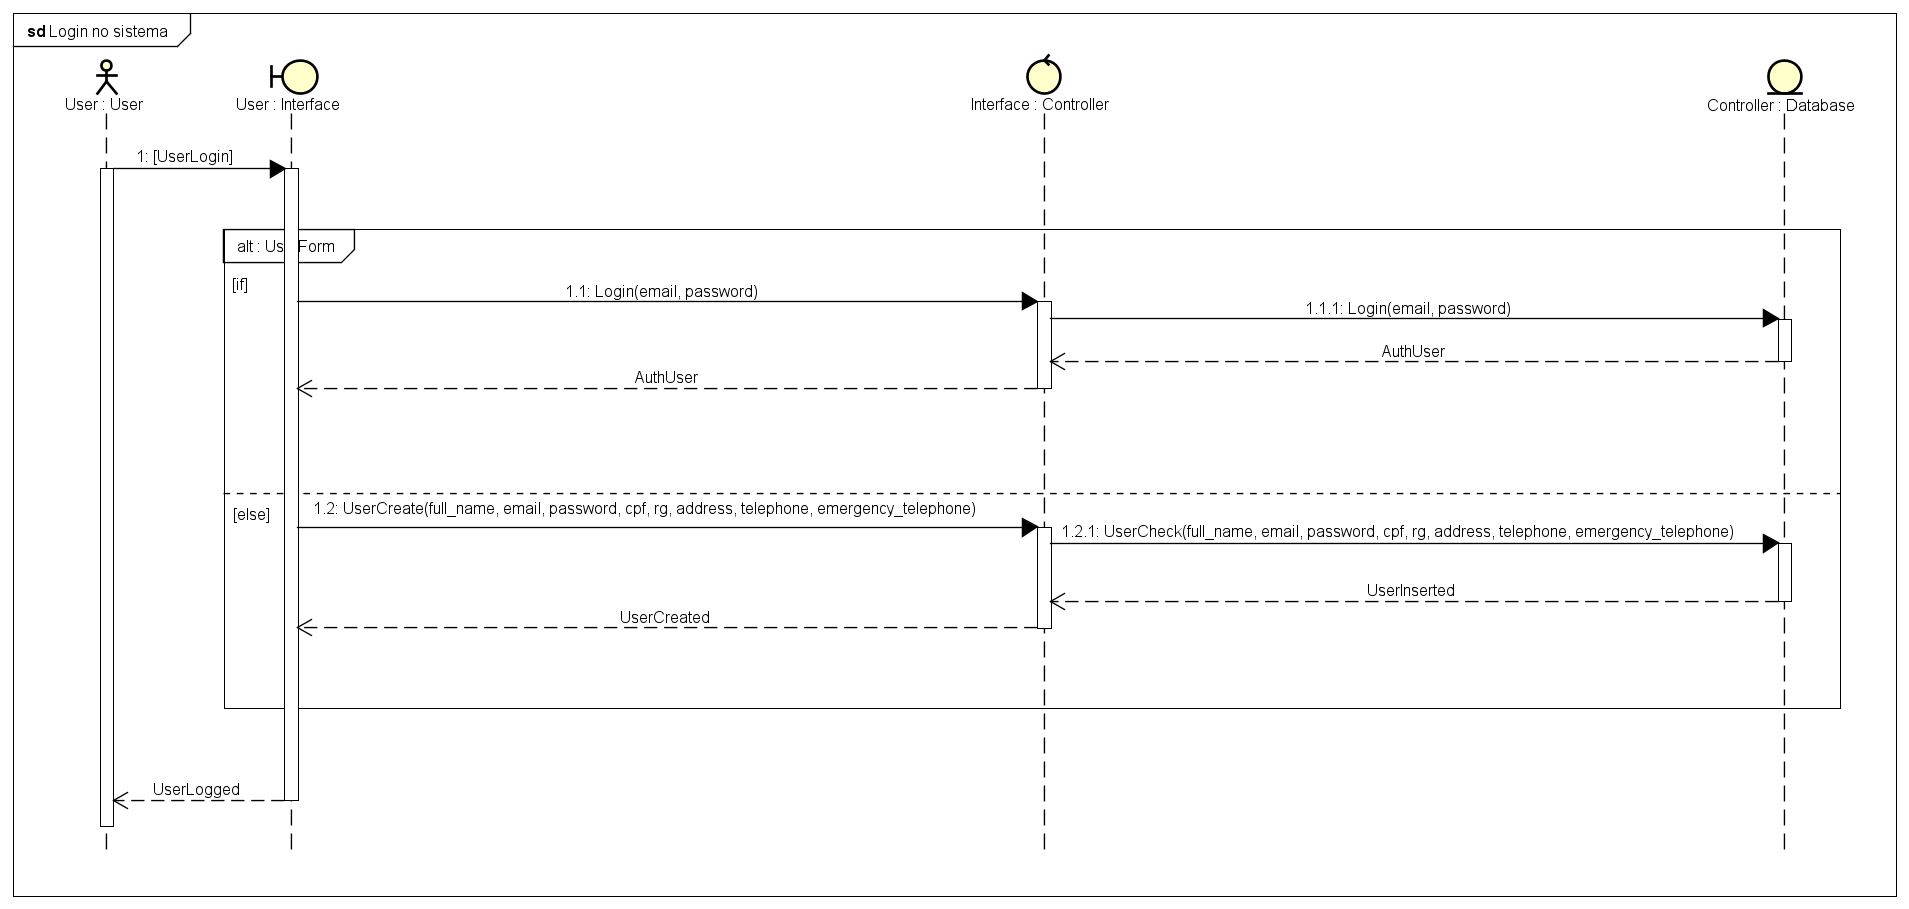 sd Login no sistema
User : User
User : Interface
Interface : Controller
Controller : Database
1: [UserLogin]
alt : Us Form
[if]
1.1: Login(email, password)
1.1.1: Login(email, password)
AuthUser
AuthUser
[else]
1.2: UserCreate(full_name, email, password, cpf, rg, address, telephone, emergency_telephone)
1.2.1: UserCheck(full_name, email, password, cpf, rg, address, telephone, emergency_telephone)
UserInserted
UserCreated
UserLogged